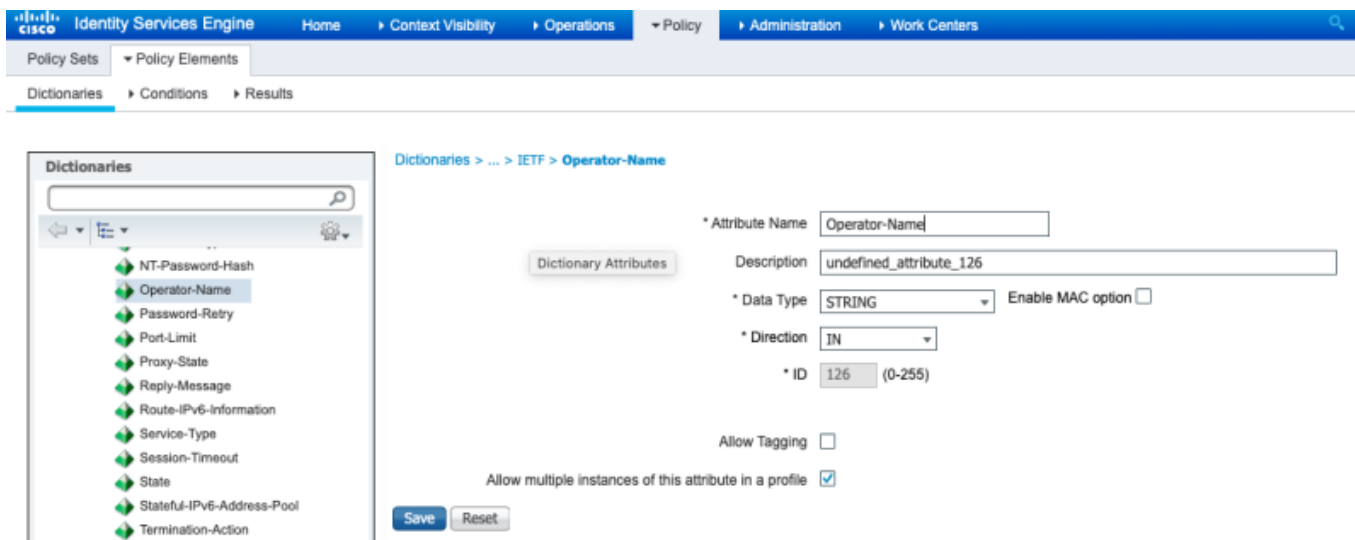 cisco Identity Services Engine Home Context Visibility Operations Policy Administration Work Centers
Policy Sets Policy Elements
Dictionaries Conditions Results
Dictionaries
NT-Password-Hash
Operator-Name
Password-Retry
Port-Limit
Proxy-State
Reply-Message
Route-IPv6-Information
Service-Type
Session-Timeout
State
Stateful-IPv6-Address-Pool
Termination-Action
Dictionaries > ... > IETF > Operator-Name
* Attribute Name Operator-Name
Dictionary Attributes
Description undefined_attribute_126
* Data Type STRING Enable MAC option
* Direction IN
* ID 126 (0-255)
Allow Tagging
Allow multiple instances of this attribute in a profile
Save Reset